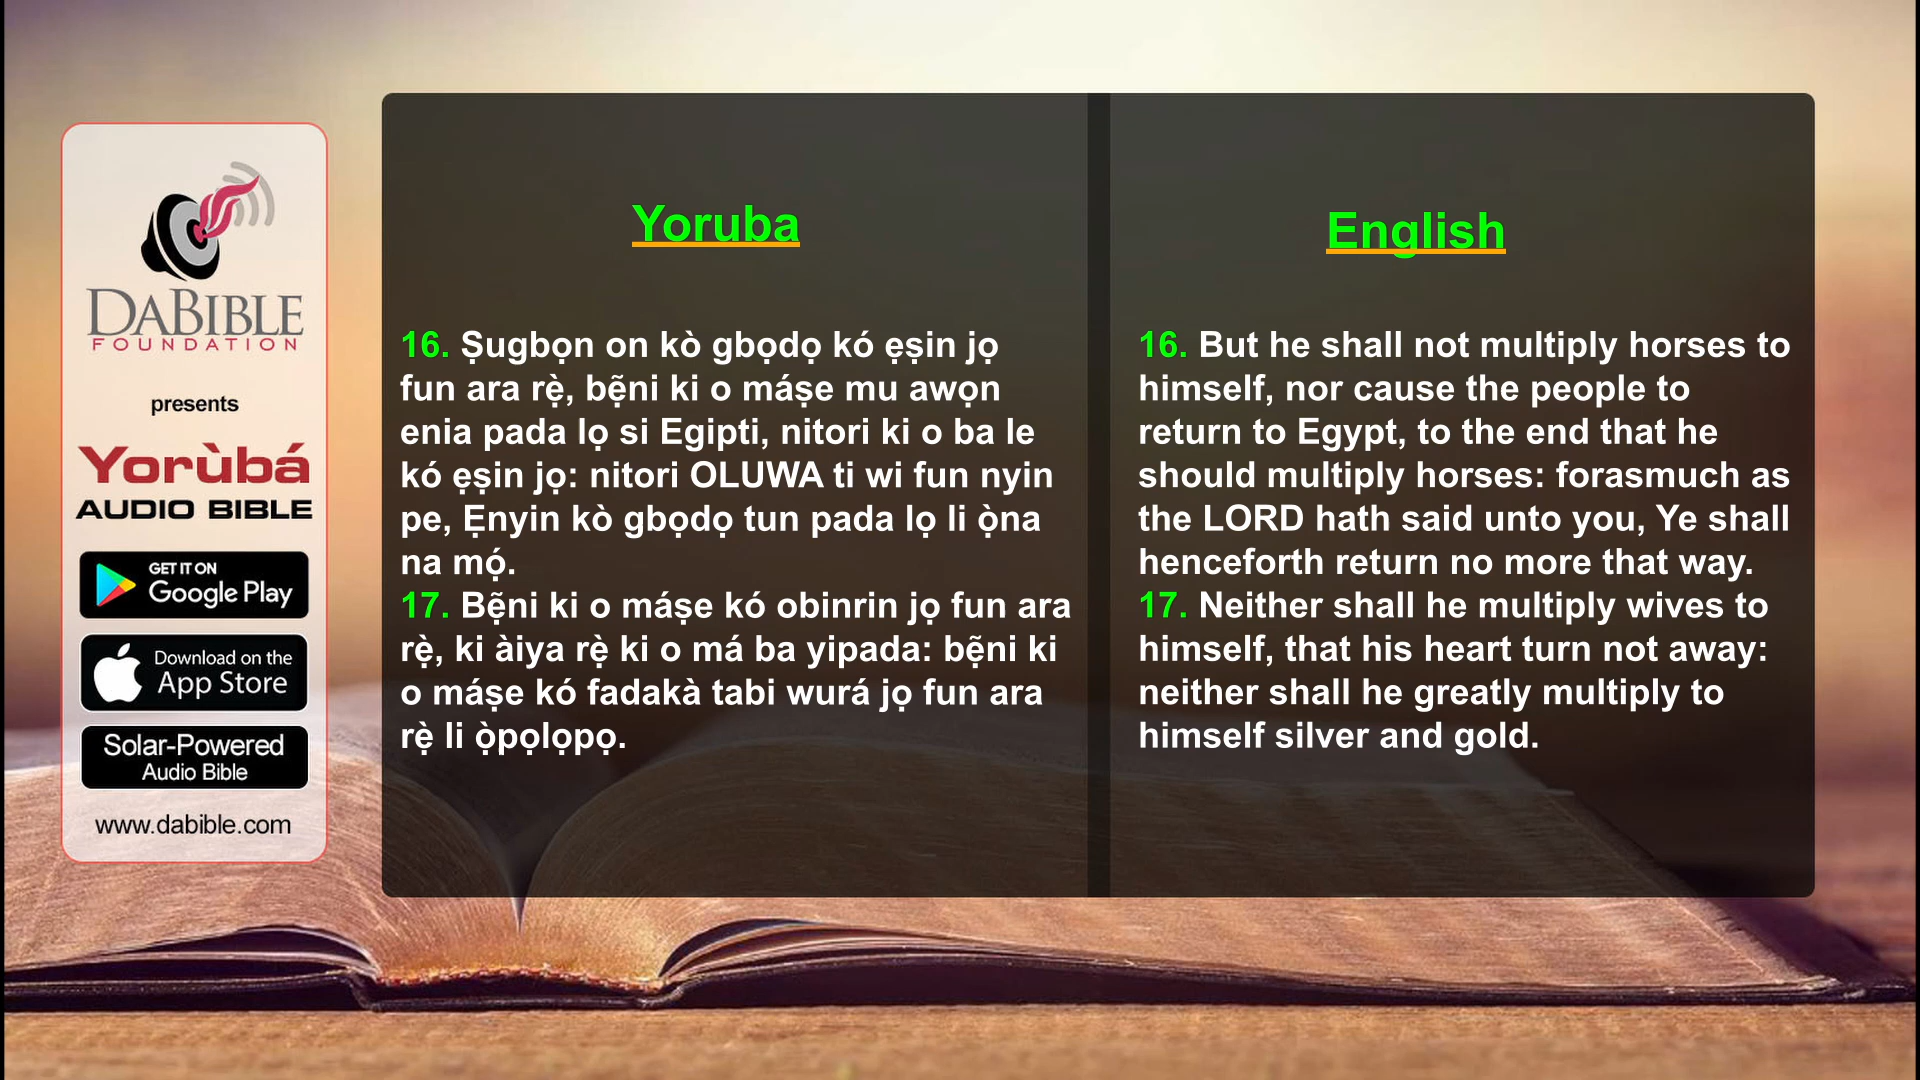 DABIBLE
FOUNDATION
presents
Yorùbá
AUDIO BIBLE
GET IT ON
Google Play
Download on the
App Store
Solar-Powered
Audio Bible
www.dabible.com
Yoruba
16. Ṣugbọn on kò gbọdọ kó ẹṣin jọ
fun ara rẹ̀, bẹ̃ni ki o máṣe mu awọn
enia pada lọ si Egipti, nitori ki o ba le
kó ẹṣin jọ: nitori OLUWA ti wi fun nyin
pe, Ẹnyin kò gbọdọ tun pada lọ li ọ̀na
na mọ́.
17. Bẹ̃ni ki o máṣe kó obinrin jọ fun ara
rẹ̀, ki àiya rẹ̀ ki o má ba yipada: bẹ̃ni ki
o máṣe kó fadakà tabi wurá jọ fun ara
rẹ̀ li ọ̀pọlọpọ.
English
16. But he shall not multiply horses to
himself, nor cause the people to
return to Egypt, to the end that he
should multiply horses: forasmuch as
the LORD hath said unto you, Ye shall
henceforth return no more that way.
17. Neither shall he multiply wives to
himself, that his heart turn not away:
neither shall he greatly multiply to
himself silver and gold.